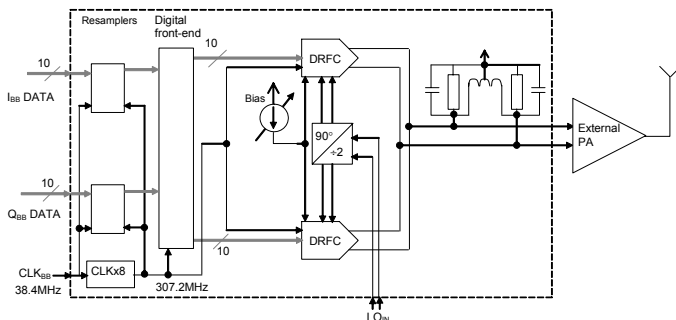 Resamplers
Digital
front-end
10
10
I_BB DATA
DRFC
Bias
90°
÷2
External
PA
10
Q_BB DATA
10
DRFC
CLK_BB
38.4MHz
CLKx8
307.2MHz
LO_IN